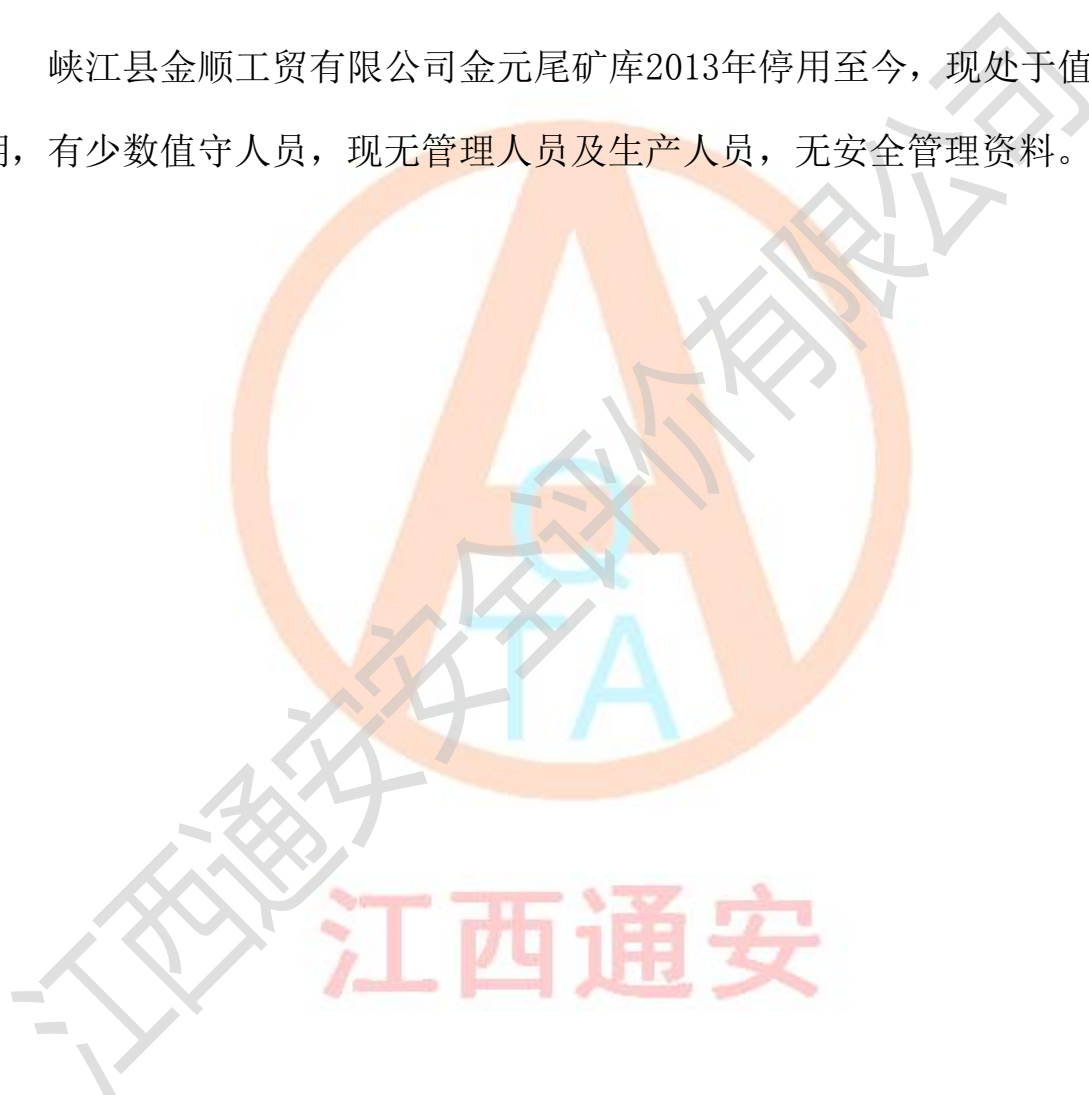 峡江县金顺工贸有限公司金元尾矿库2013年停用至今，现处于值
期，有少数值守人员，现无管理人员及生产人员，无安全管理资料。
A
Q
TA
江西通安
江西通安安全评价有限公司